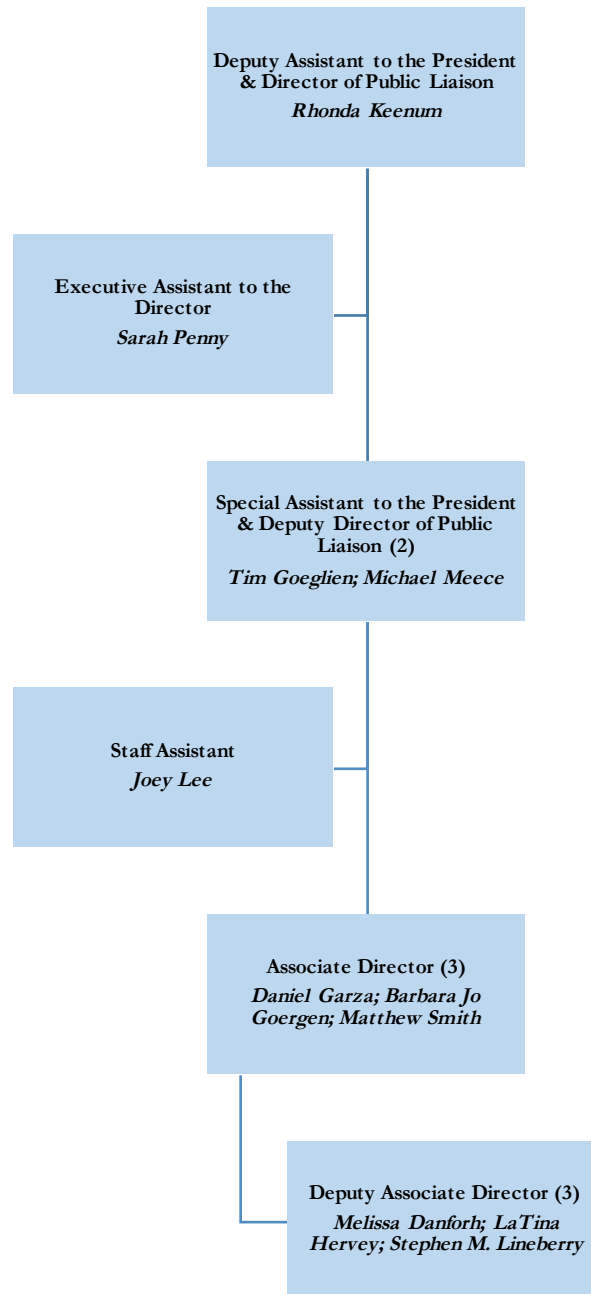 Deputy Assistant to the President
& Director of Public Liaison
Rhonda Keenum
Executive Assistant to the
Director
Sarah Penny
Special Assistant to the President
& Deputy Director of Public
Liaison (2)
Tim Goeglien; Michael Meece
Staff Assistant
Joey Lee
Associate Director (3)
Daniel Garza; Barbara Jo
Goergen; Matthew Smith
Deputy Associate Director (3)
Melissa Danforh; LaTina
Hervey; Stephen M. Lineberry